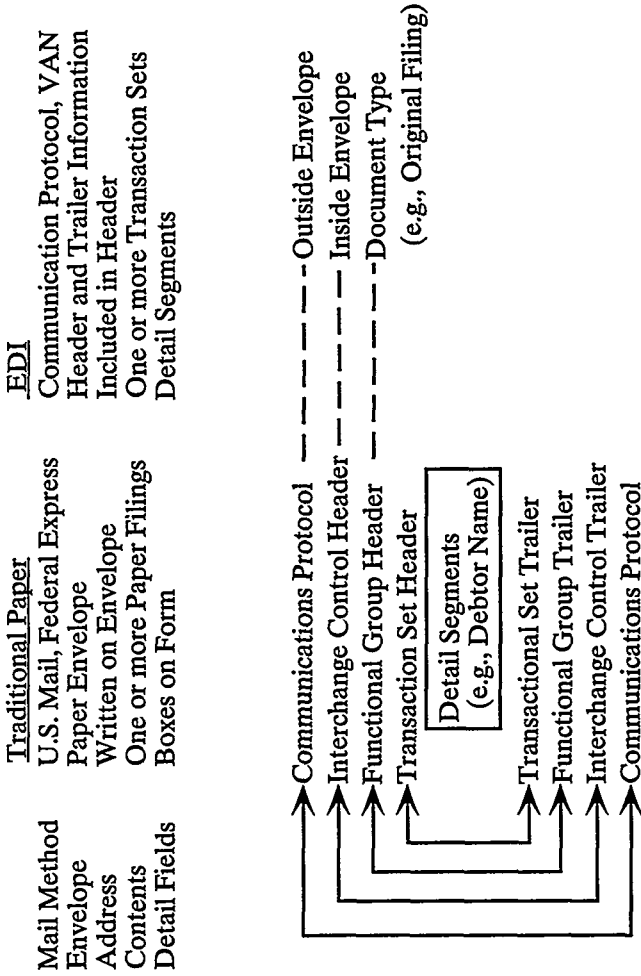 Traditional Paper EDI
Mail Method U.S. Mail, Federal Express Communication Protocol, VAN
Envelope Paper Envelope Header and Trailer Information
Address Written on Envelope Included in Header
Contents One or more Paper Filings One or more Transaction Sets
Detail Fields Boxes on Form Detail Segments
Communications Protocol Outside Envelope
Interchange Control Header Inside Envelope
Functional Group Header Document Type
Transaction Set Header (e.g., Original Filing)
Detail Segments
(e.g., Debtor Name)
Transactional Set Trailer
Functional Group Trailer
Interchange Control Trailer
Communications Protocol